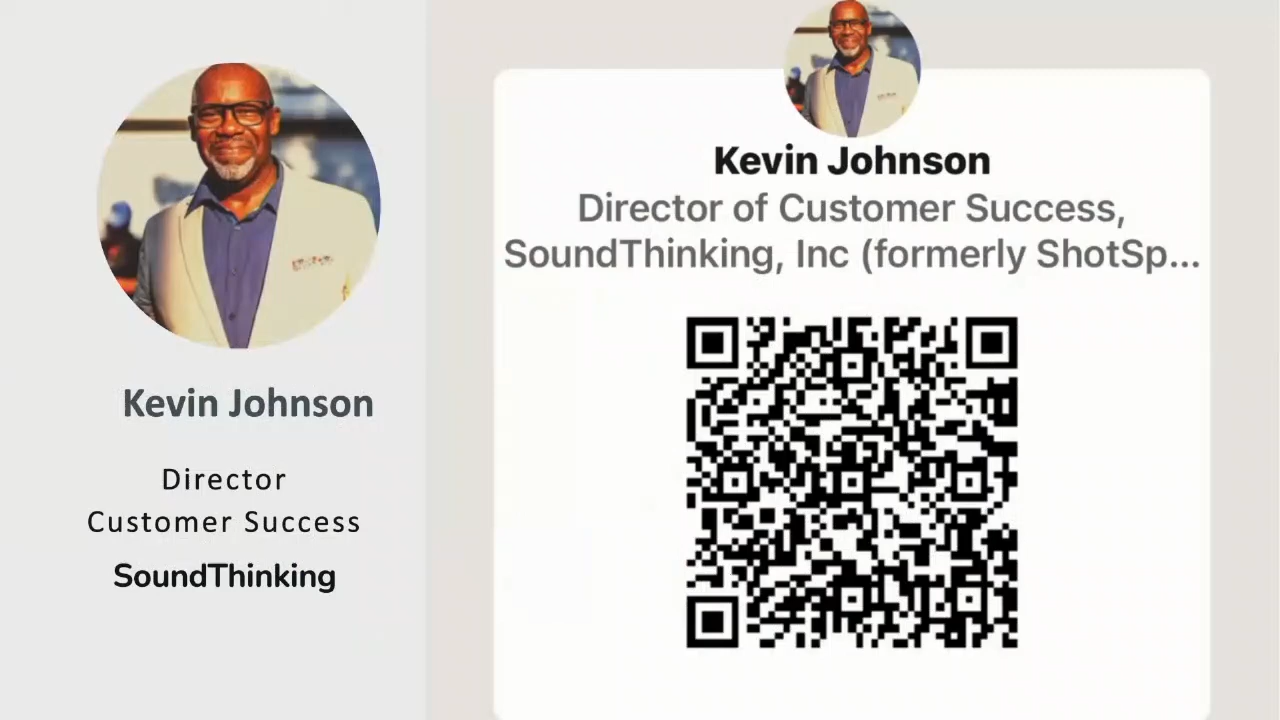 Kevin Johnson
Director
Customer Success
SoundThinking
Kevin Johnson
Director of Customer Success,
SoundThinking, Inc (formerly ShotSp...